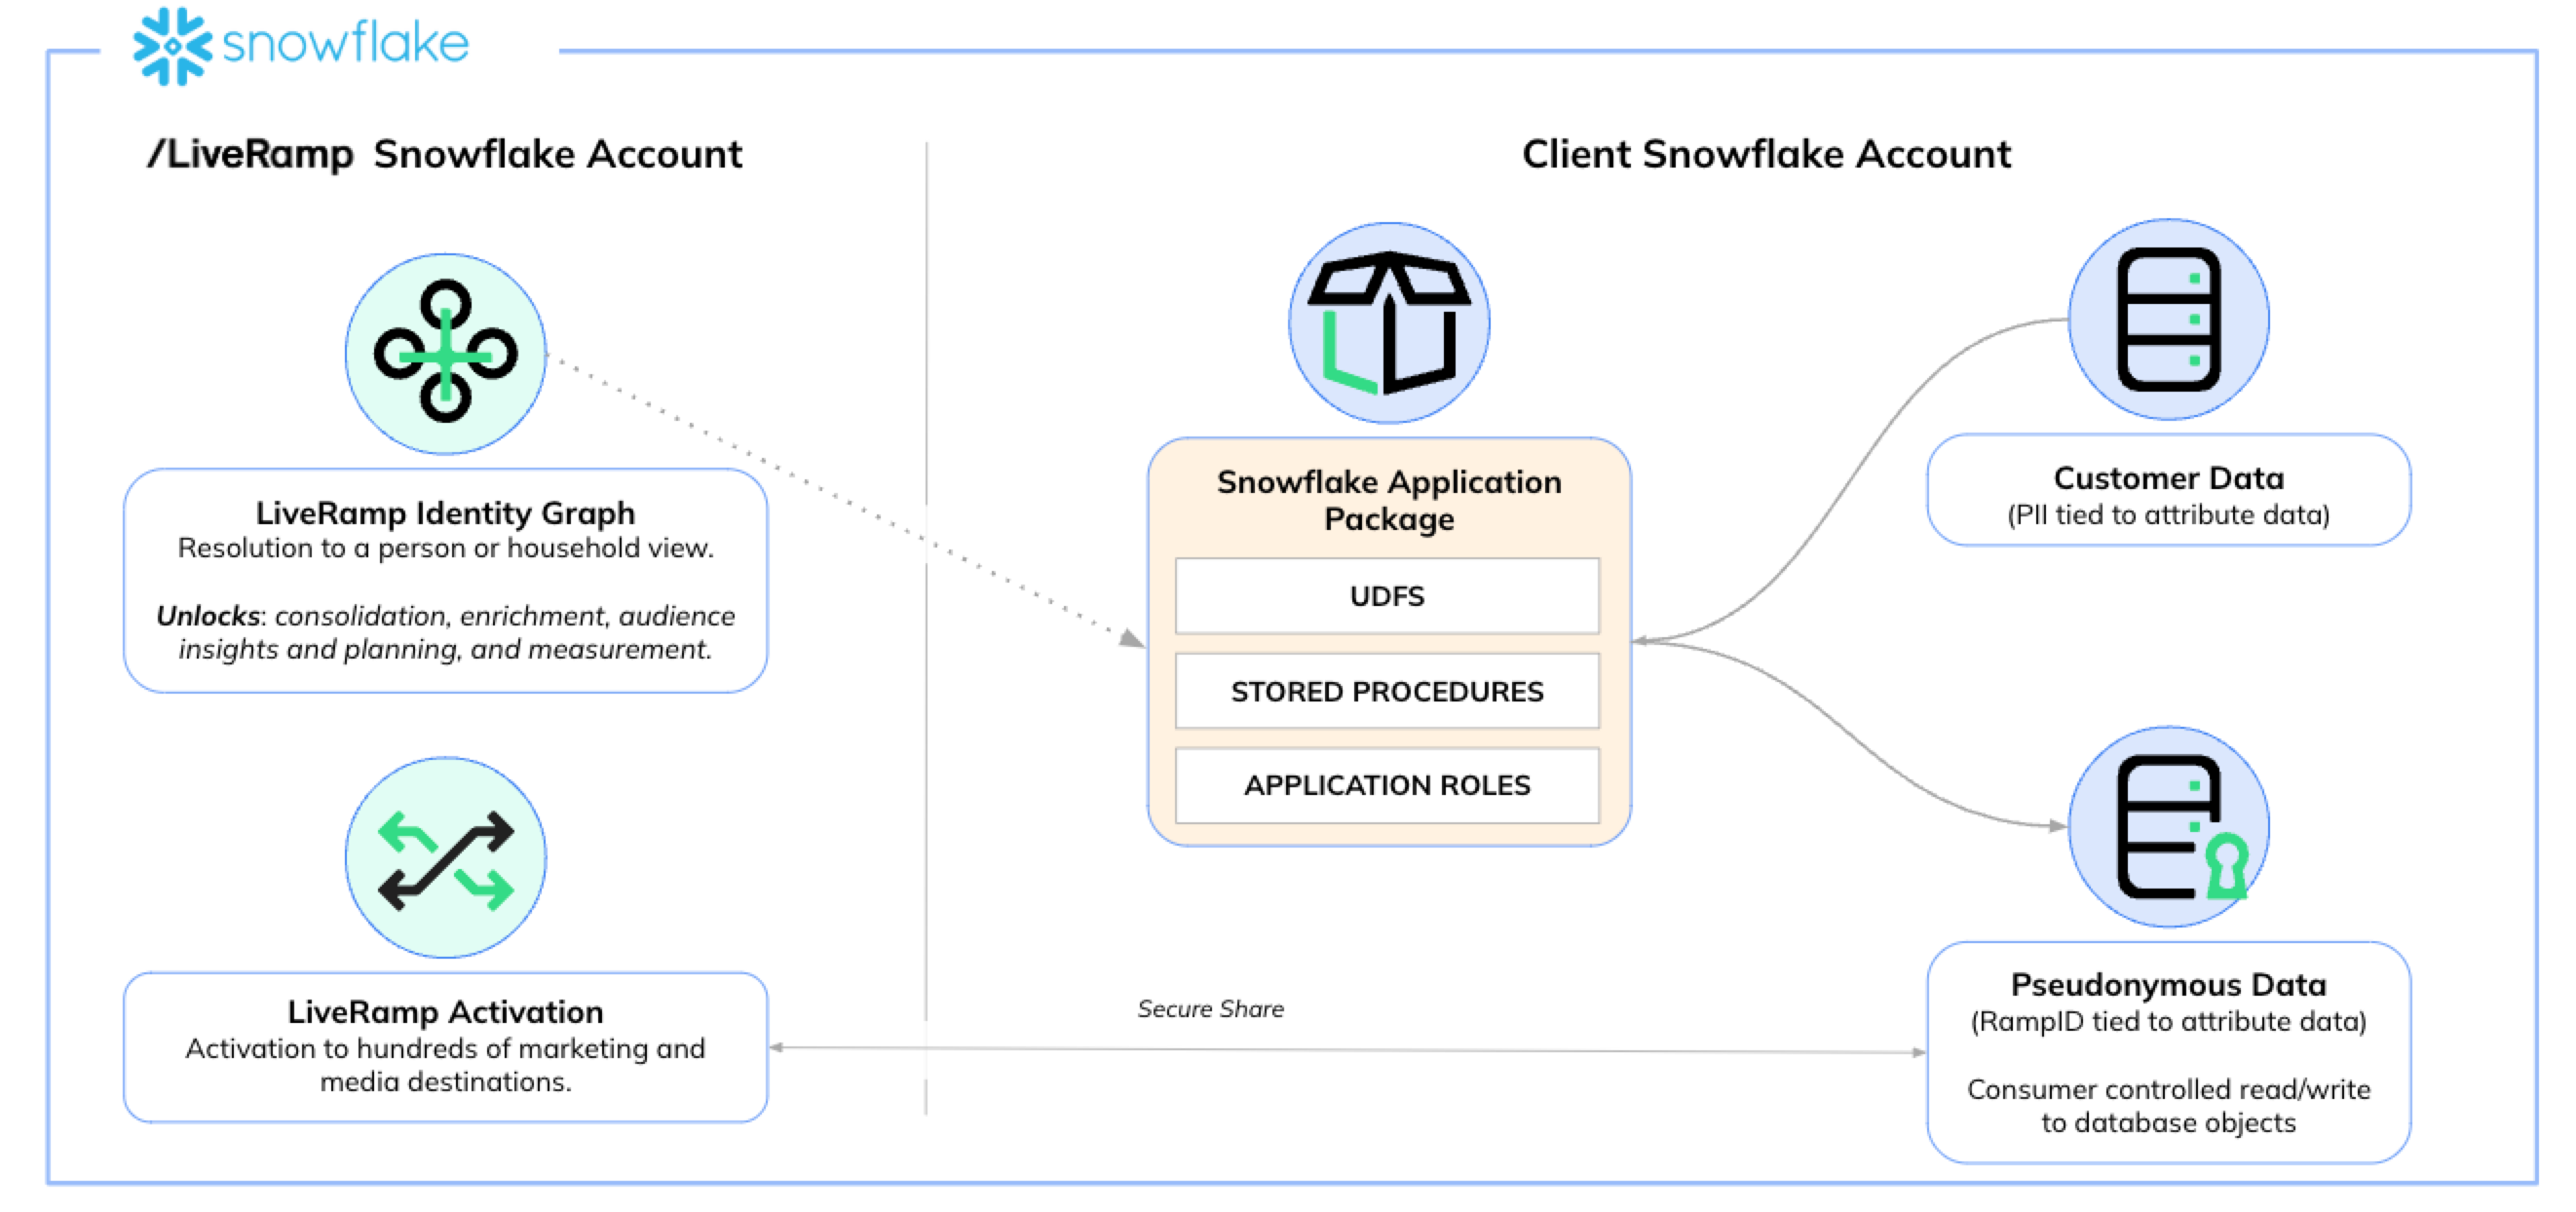 snowflake
/LiveRamp Snowflake Account
Client Snowflake Account
LiveRamp Identity Graph
Resolution to a person or household view.
Unlocks: consolidation, enrichment, audience
insights and planning, and measurement.
Snowflake Application
Package
UDFS
STORED PROCEDURES
APPLICATION ROLES
Customer Data
(PII tied to attribute data)
LiveRamp Activation
Activation to hundreds of marketing and
media destinations.
Secure Share
Pseudonymous Data
(RampID tied to attribute data)
Consumer controlled read/write
to database objects